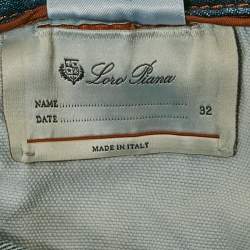 Loro Piana
NAME ............
DATE ............ 32
MADE IN ITALY